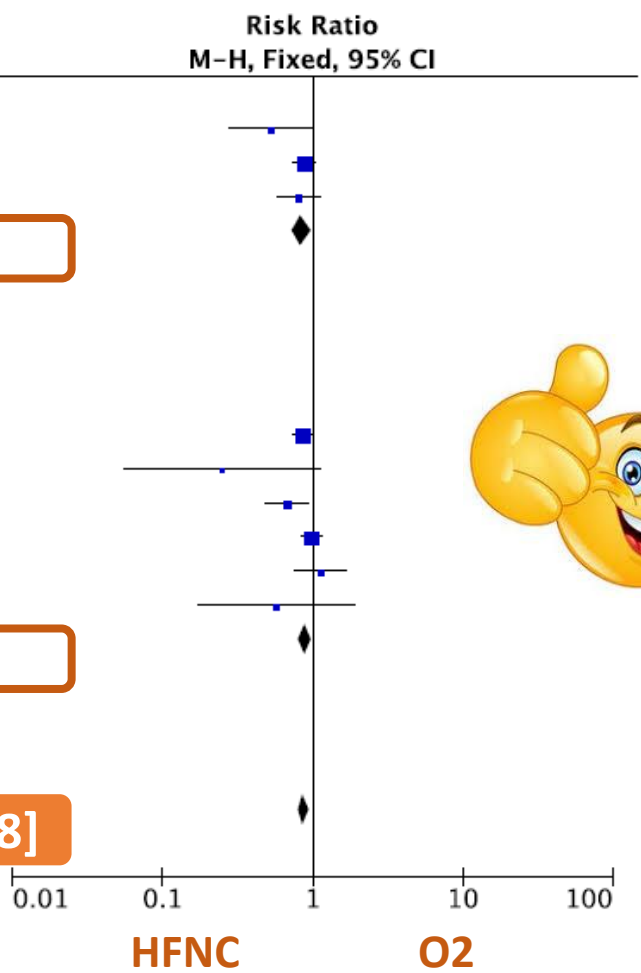 Risk Ratio
M-H, Fixed, 95% CI
8]
0.01 0.1 1 10 100
HFNC O2